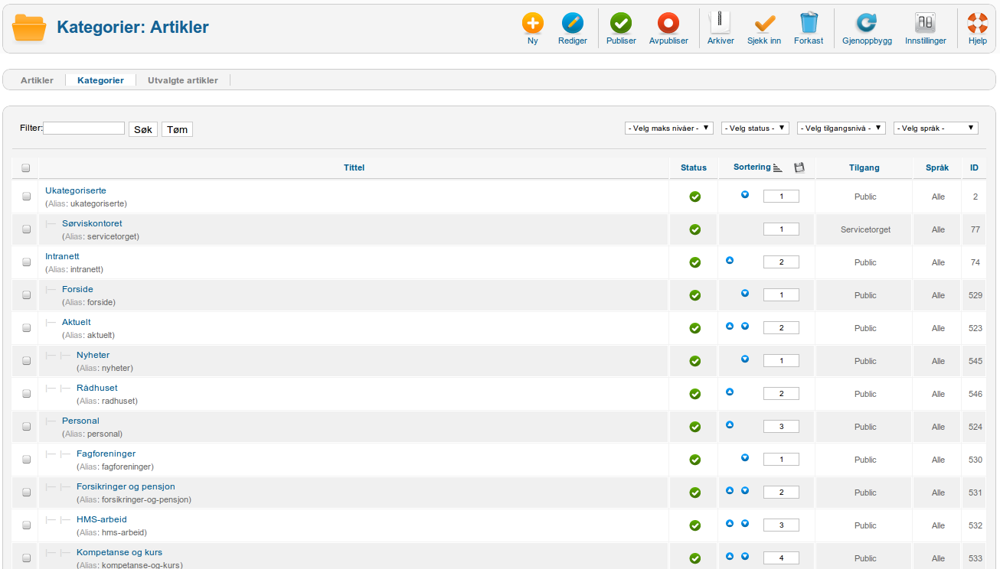 Kategorier: Artikler
Ny Rediger Publiser Avpubliser Arkiver Sjekk inn Forkast Gjenoppbygg Innstillinger Hjelp
Artikler Kategorier Utvalgte artikler
Filter: Søk Tøm - Velg maks nivåer - - Velg status - - Velg tilgangsnivå - - Velg språk -
Tittel Status Sortering Tilgang Språk ID
Ukategoriserte
(Alias: ukategoriserte) 1 Public Alle 2
Sørviskontoret
(Alias: servicetorget) 1 Servicetorget Alle 77
Intranett
(Alias: intranett) 2 Public Alle 74
Forside
(Alias: forside) 1 Public Alle 529
Aktuelt
(Alias: aktuelt) 2 Public Alle 523
Nyheter
(Alias: nyheter) 1 Public Alle 545
Rådhuset
(Alias: radhuset) 2 Public Alle 546
Personal
(Alias: personal) 3 Public Alle 524
Fagforeninger
(Alias: fagforeninger) 1 Public Alle 530
Forsikringer og pensjon
(Alias: forsikringer-og-pensjon) 2 Public Alle 531
HMS-arbeid
(Alias: hms-arbeid) 3 Public Alle 532
Kompetanse og kurs
(Alias: kompetanse-og-kurs) 4 Public Alle 533